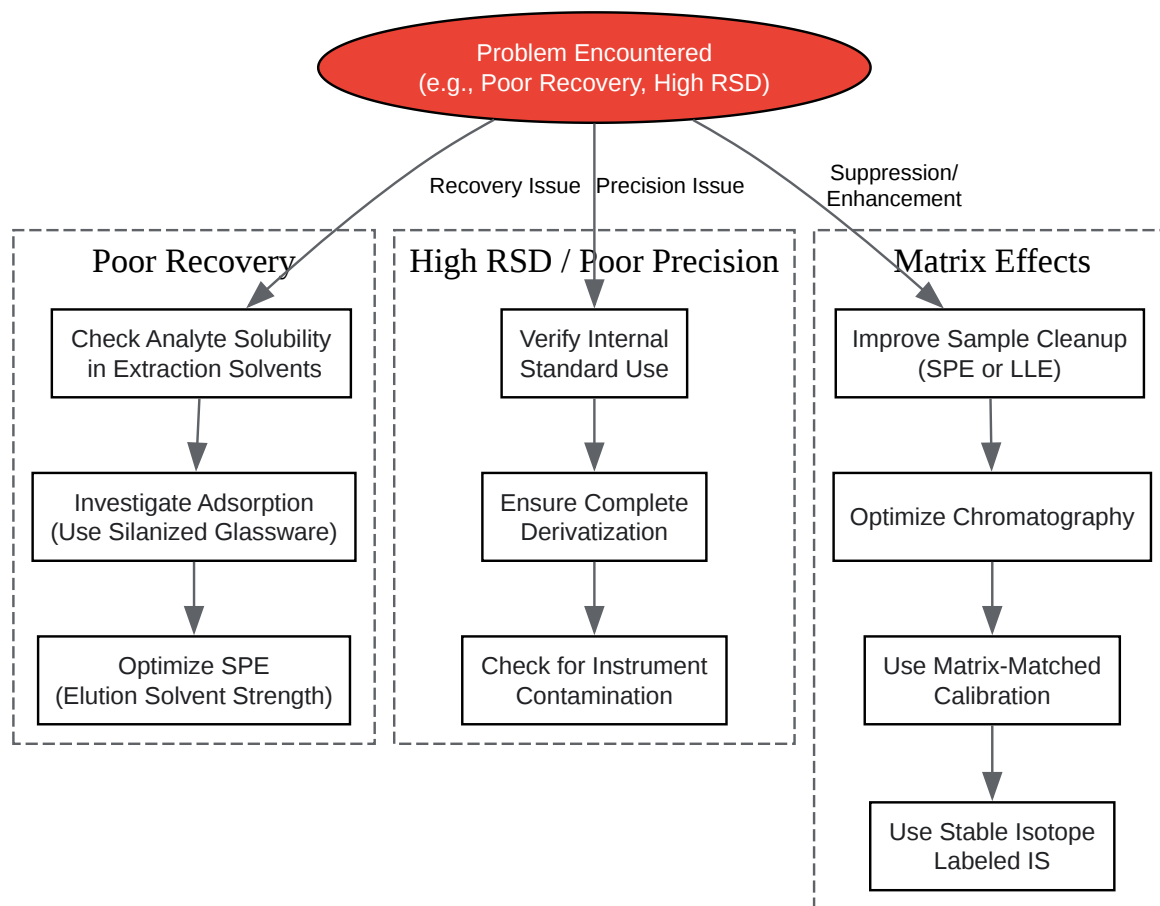 Problem Encountered
(e.g., Poor Recovery, High RSD)
Recovery Issue
Precision Issue
Suppression/
Enhancement
Poor Recovery
Check Analyte Solubility
in Extraction Solvents
Investigate Adsorption
(Use Silanized Glassware)
Optimize SPE
(Elution Solvent Strength)
High RSD / Poor Precision
Verify Internal
Standard Use
Ensure Complete
Derivatization
Check for Instrument
Contamination
Matrix Effects
Improve Sample Cleanup
(SPE or LLE)
Optimize Chromatography
Use Matrix-Matched
Calibration
Use Stable Isotope
Labeled IS